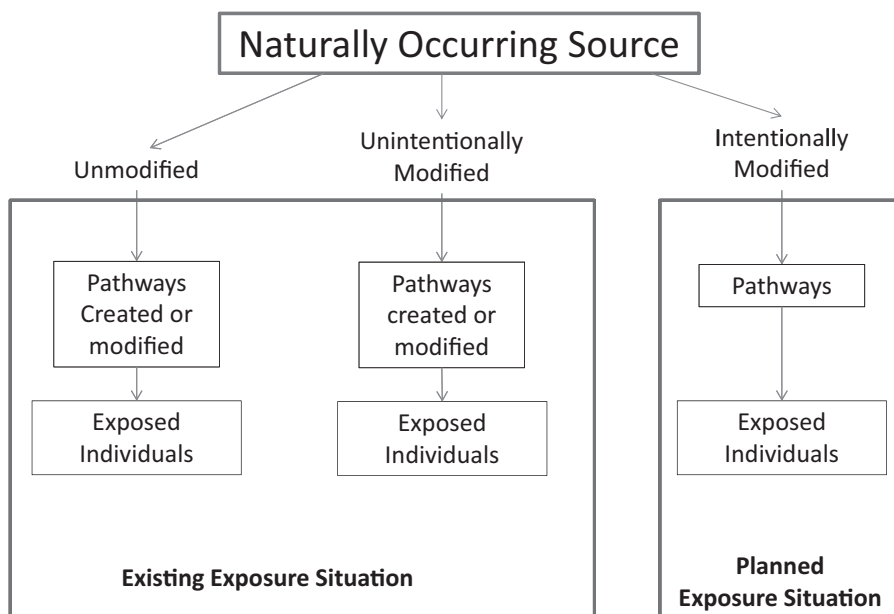 Naturally Occurring Source
Unmodified
Unintentionally
Modified
Intentionally
Modified
Pathways
Created or
modified
Pathways
created or
modified
Pathways
Exposed
Individuals
Exposed
Individuals
Exposed
Individuals
Existing Exposure Situation
Planned
Exposure Situation